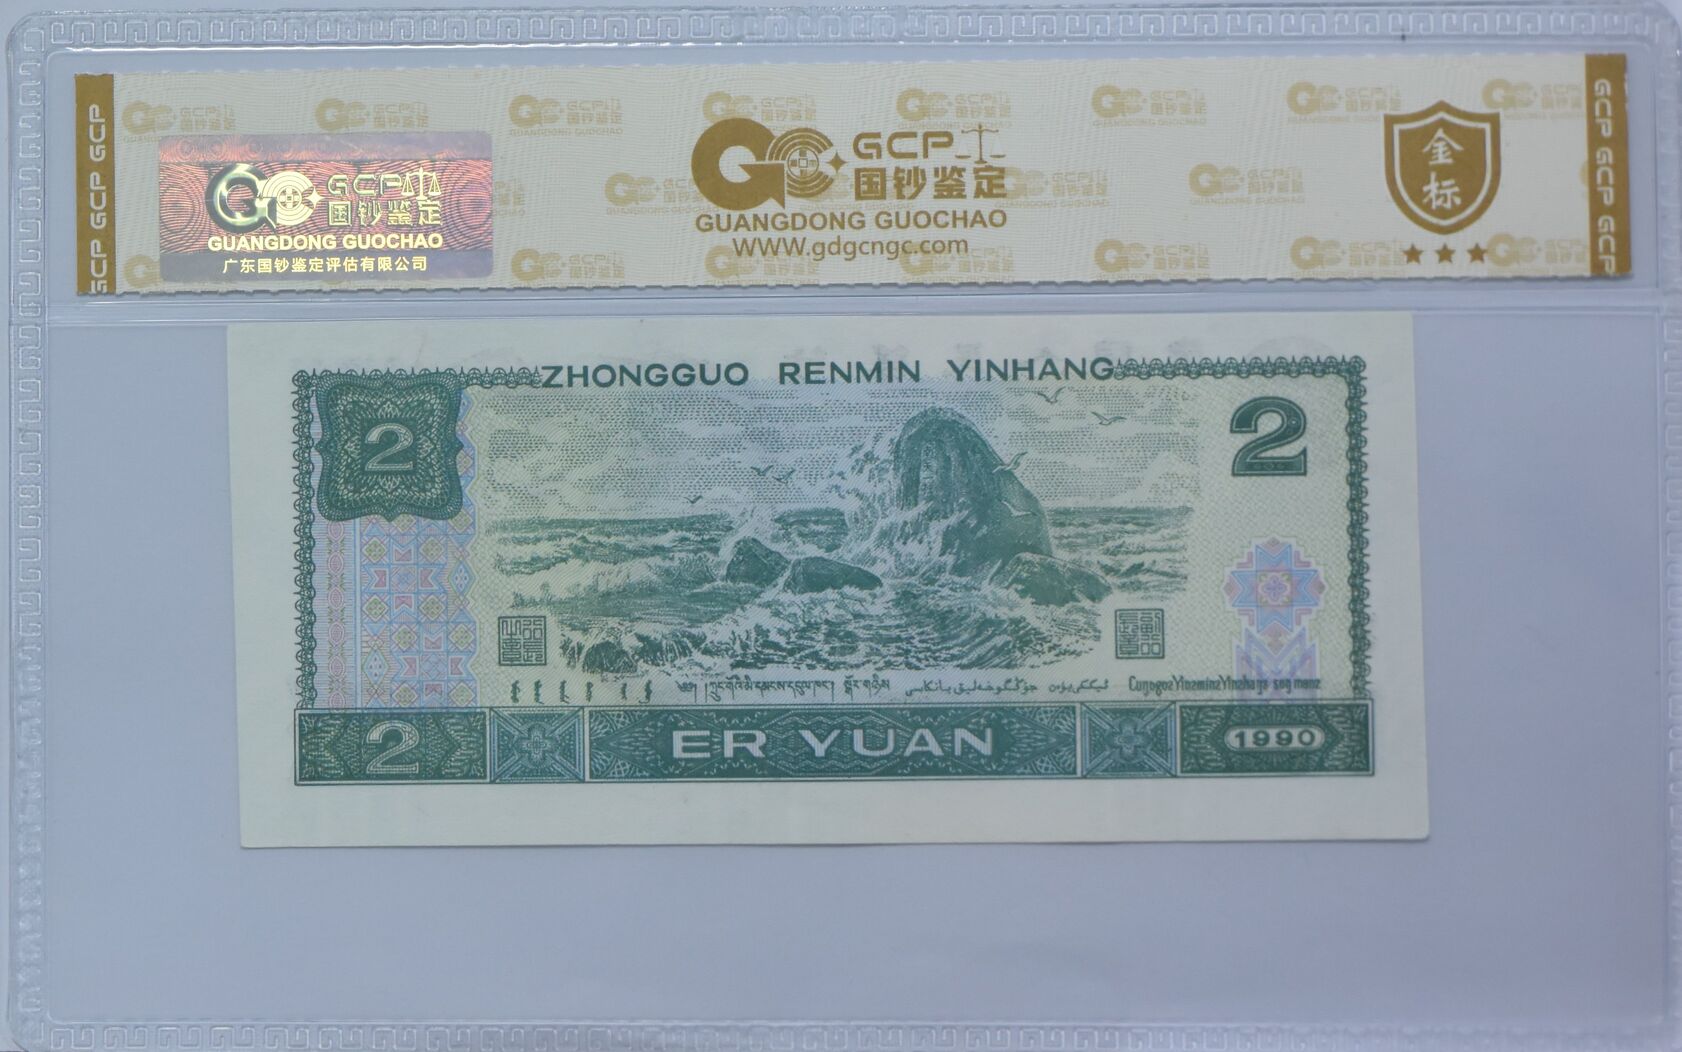 GCP GCP GCP
GCP
国钞鉴定
GUANGDONG GUOCHAO
广东国钞鉴定评估有限公司
GCP
国钞鉴定
GUANGDONG GUOCHAO
WWW.gdgcngc.com
金
标
GCP GCP GCP
ZHONGGUO RENMIN YINHANG
2
2
2
ER YUAN
1990